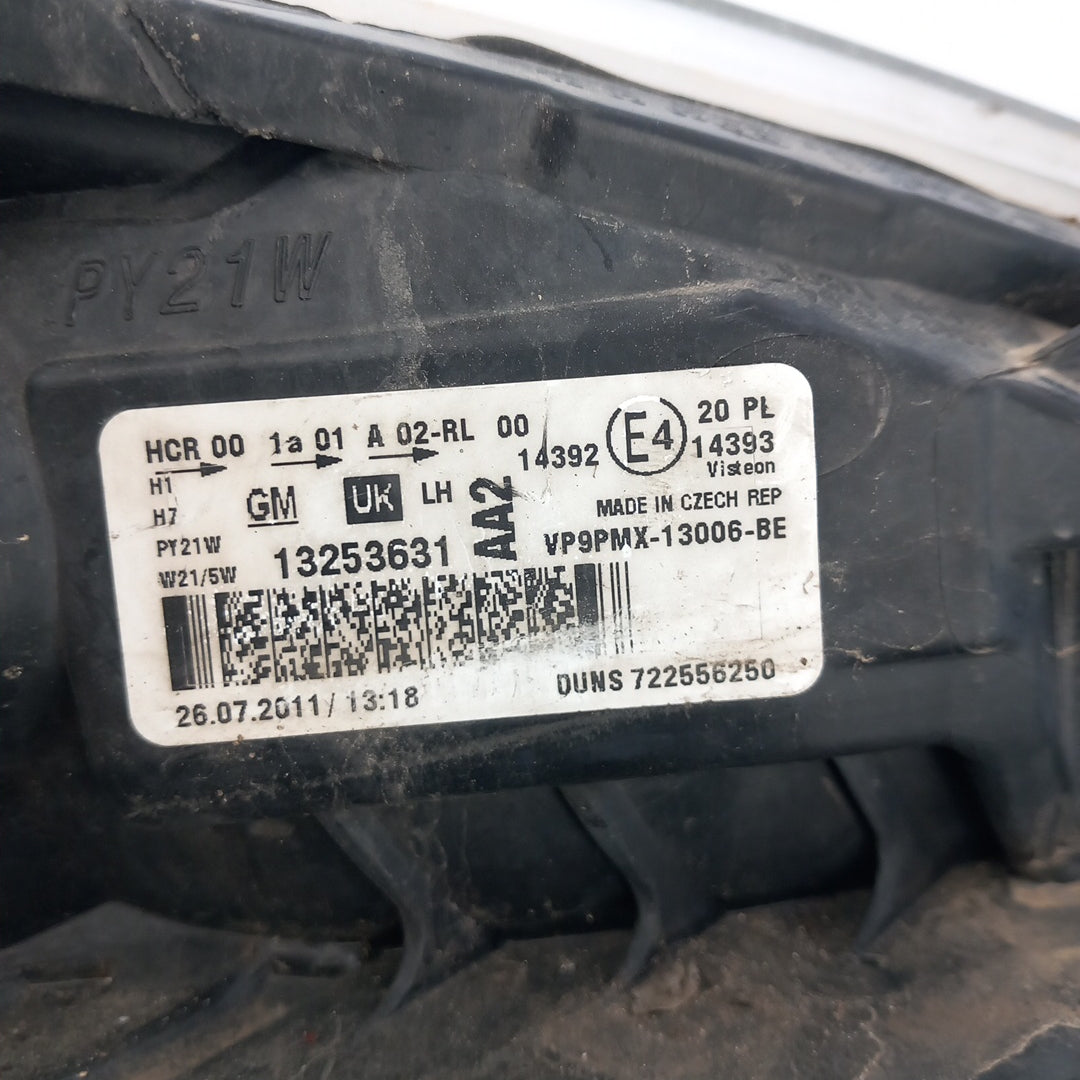 PY21W
HCR 00 1a 01 A 02-RL 00
14392 E4 20 PL
14393
Visteon
H1
H7
PY21W
W21/5W
GM UK LH
AA2
MADE IN CZECH REP
13253631
VP9PMX-13006-BE
26.07.2011 / 13:18
DUNS 722556250